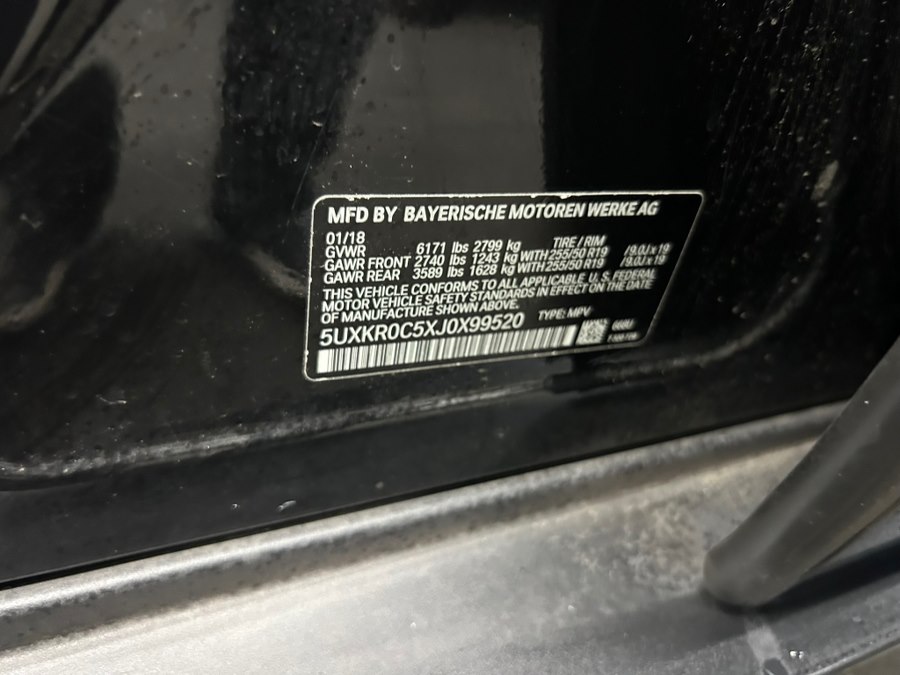 MFD BY BAYERISCHE MOTOREN WERKE AG
01/18 TIRE / RIM
GVWR 6171 lbs 2799 kg
GAWR FRONT 2740 lbs 1243 kg WITH 255/50 R19 /9.0J x 19
GAWR REAR 3589 lbs 1628 kg WITH 255/50 R19 /9.0J x 19
THIS VEHICLE CONFORMS TO ALL APPLICABLE U.S. FEDERAL
MOTOR VEHICLE SAFETY STANDARDS IN EFFECT ON THE DATE
OF MANUFACTURE SHOWN ABOVE.
5UXKR0C5XJ0X99520 TYPE: MPV